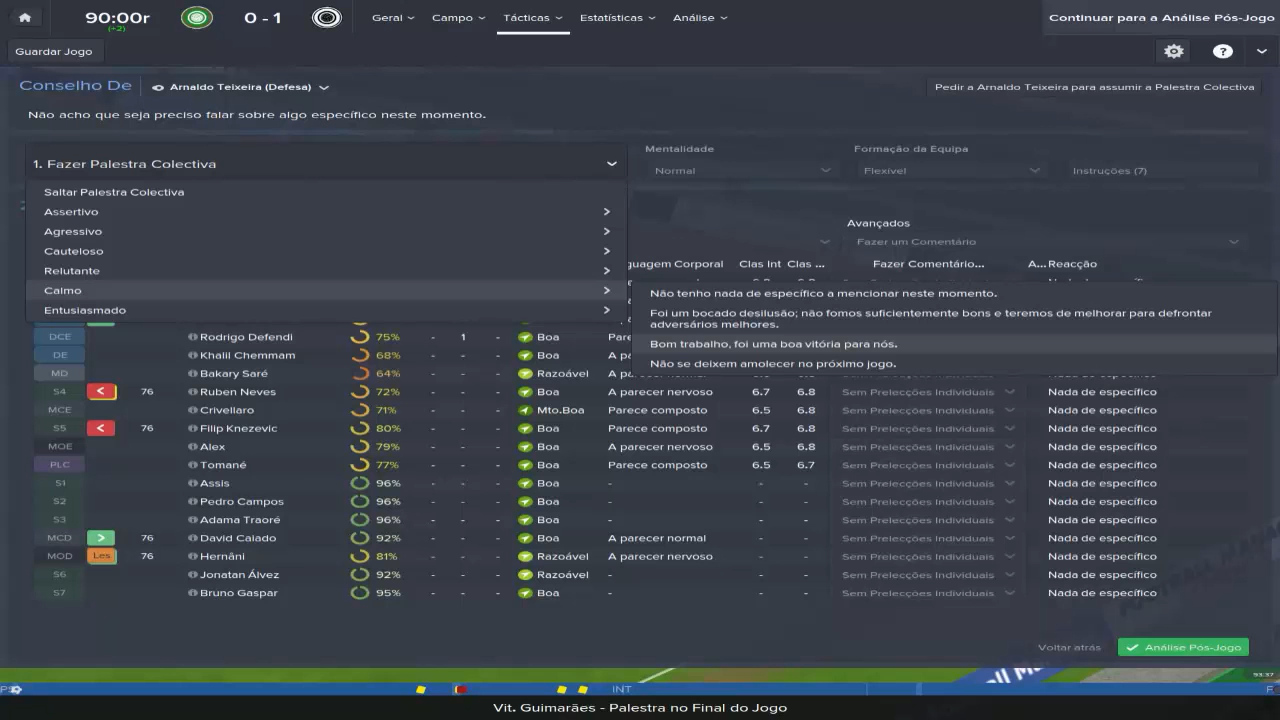 90:00r
(+2)
0 - 1
Geral
Campo
Tácticas
Estatísticas
Análise
Continuar para a Análise Pós-Jogo
Guardar Jogo
?
Conselho De
Arnaldo Teixeira (Defesa)
Pedir a Arnaldo Teixeira para assumir a Palestra Colectiva
Não acho que seja preciso falar sobre algo específico neste momento.
1. Fazer Palestra Colectiva
Mentalidade
Formação da Equipa
Normal
Flexível
Instruções (7)
Saltar Palestra Colectiva
Assertivo
Agressivo
Cauteloso
Relutante
Calmo
Entusiasmado
Avançados
Fazer um Comentário
guagem Corporal Clas Int Clas ... Fazer Comentário... A... Reacção
Não tenho nada de específico a mencionar neste momento.
Foi um bocado desilusão; não fomos suficientemente bons e teremos de melhorar para defrontar
adversários melhores.
Bom trabalho, foi uma boa vitória para nós.
Não se deixem amolecer no próximo jogo.
DCE Rodrigo Defendi 75% - 1 - Boa Pare
DE Khalil Chemmam 68% - - - Boa
MD Bakary Saré 64% - - - Razoável
S4 < 76 Ruben Neves 72% - - - Boa A parecer nervoso 6.7 6.8 Sem Prelecções Individuais Nada de específico
MCE Crivellaro 71% - - - Mto.Boa Parece composto 6.5 6.8 Sem Prelecções Individuais Nada de específico
S5 < 76 Filip Knezevic 80% - - - Boa Parece composto 6.7 6.8 Sem Prelecções Individuais Nada de específico
MOE Alex 79% - - - Boa A parecer nervoso 6.5 6.8 Sem Prelecções Individuais Nada de específico
PLC Tomané 77% - - - Boa Parece composto 6.5 6.7 Sem Prelecções Individuais Nada de específico
S1 Assis 96% - - - Boa - - - Sem Prelecções Individuais Nada de específico
S2 Pedro Campos 96% - - - Boa - - - Sem Prelecções Individuais Nada de específico
S3 Adama Traoré 96% - - - Boa - - - Sem Prelecções Individuais Nada de específico
MCD > 76 David Caiado 92% - - - Boa A parecer normal - - Sem Prelecções Individuais Nada de específico
MOD Les 76 Hernâni 81% - - - Razoável A parecer nervoso - - Sem Prelecções Individuais Nada de específico
S6 Jonatan Álvez 92% - - - Razoável - - - Sem Prelecções Individuais Nada de específico
S7 Bruno Gaspar 95% - - - Boa - - - Sem Prelecções Individuais Nada de específico
Voltar atrás
Análise Pós-Jogo
INT
Vit. Guimarães - Palestra no Final do Jogo